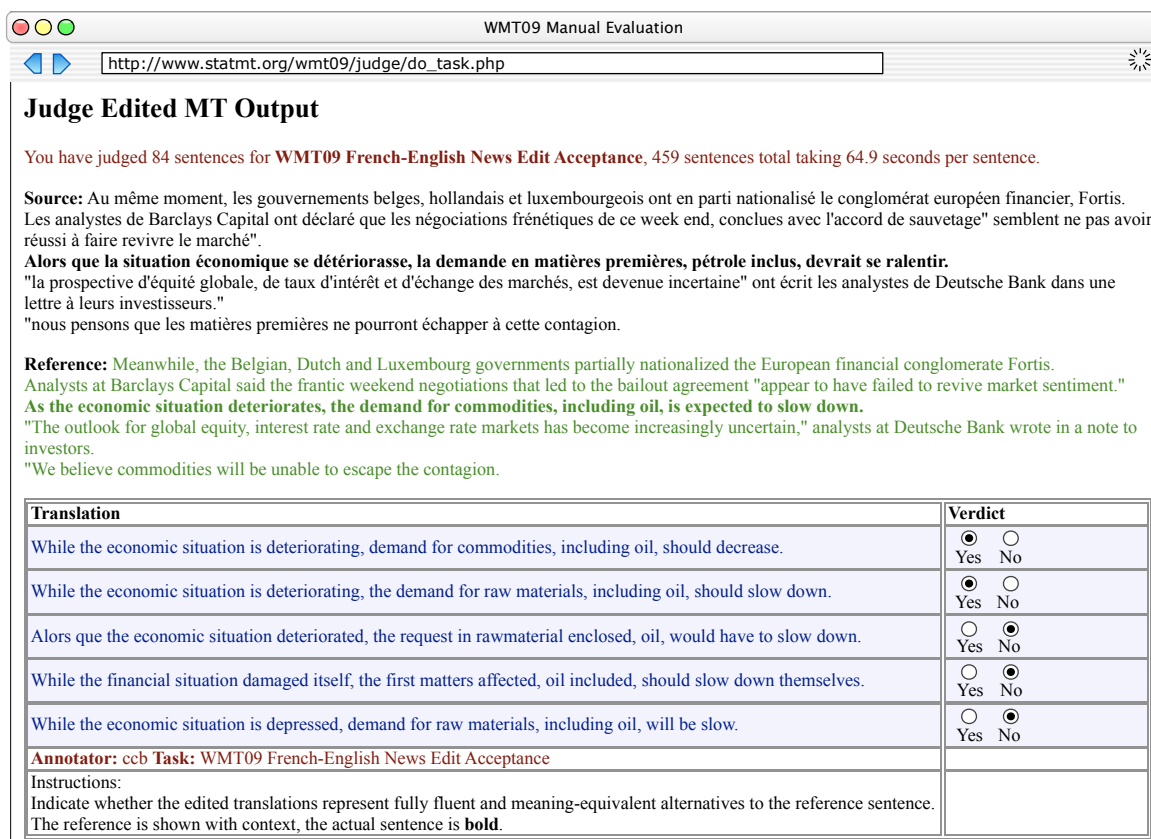 WMT09 Manual Evaluation
http://www.statmt.org/wmt09/judge/do_task.php
Judge Edited MT Output
You have judged 84 sentences for WMT09 French-English News Edit Acceptance, 459 sentences total taking 64.9 seconds per sentence.
Source: Au même moment, les gouvernements belges, hollandais et luxembourgeois ont en parti nationalisé le conglomérat européen financier, Fortis.
Les analystes de Barclays Capital ont déclaré que les négociations frénétiques de ce week end, conclues avec l'accord de sauvetage" semblent ne pas avoir
réussi à faire revivre le marché".
Alors que la situation économique se détériorasse, la demande en matières premières, pétrole inclus, devrait se ralentir.
"la prospective d'équité globale, de taux d'intérêt et d'échange des marchés, est devenue incertaine" ont écrit les analystes de Deutsche Bank dans une
lettre à leurs investisseurs."
"nous pensons que les matières premières ne pourront échapper à cette contagion.
Reference: Meanwhile, the Belgian, Dutch and Luxembourg governments partially nationalized the European financial conglomerate Fortis.
Analysts at Barclays Capital said the frantic weekend negotiations that led to the bailout agreement "appear to have failed to revive market sentiment."
As the economic situation deteriorates, the demand for commodities, including oil, is expected to slow down.
"The outlook for global equity, interest rate and exchange rate markets has become increasingly uncertain," analysts at Deutsche Bank wrote in a note to
investors.
"We believe commodities will be unable to escape the contagion.
Translation Verdict
While the economic situation is deteriorating, demand for commodities, including oil, should decrease.
Yes No
While the economic situation is deteriorating, the demand for raw materials, including oil, should slow down.
Yes No
Alors que the economic situation deteriorated, the request in rawmaterial enclosed, oil, would have to slow down.
Yes No
While the financial situation damaged itself, the first matters affected, oil included, should slow down themselves.
Yes No
While the economic situation is depressed, demand for raw materials, including oil, will be slow.
Yes No
Annotator: ccb Task: WMT09 French-English News Edit Acceptance
Instructions:
Indicate whether the edited translations represent fully fluent and meaning-equivalent alternatives to the reference sentence.
The reference is shown with context, the actual sentence is bold.